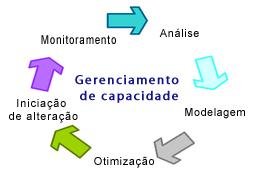 Monitoramento
Análise
Gerenciamento
de capacidade
Modelagem
Iniciação
de alteração
Otimização